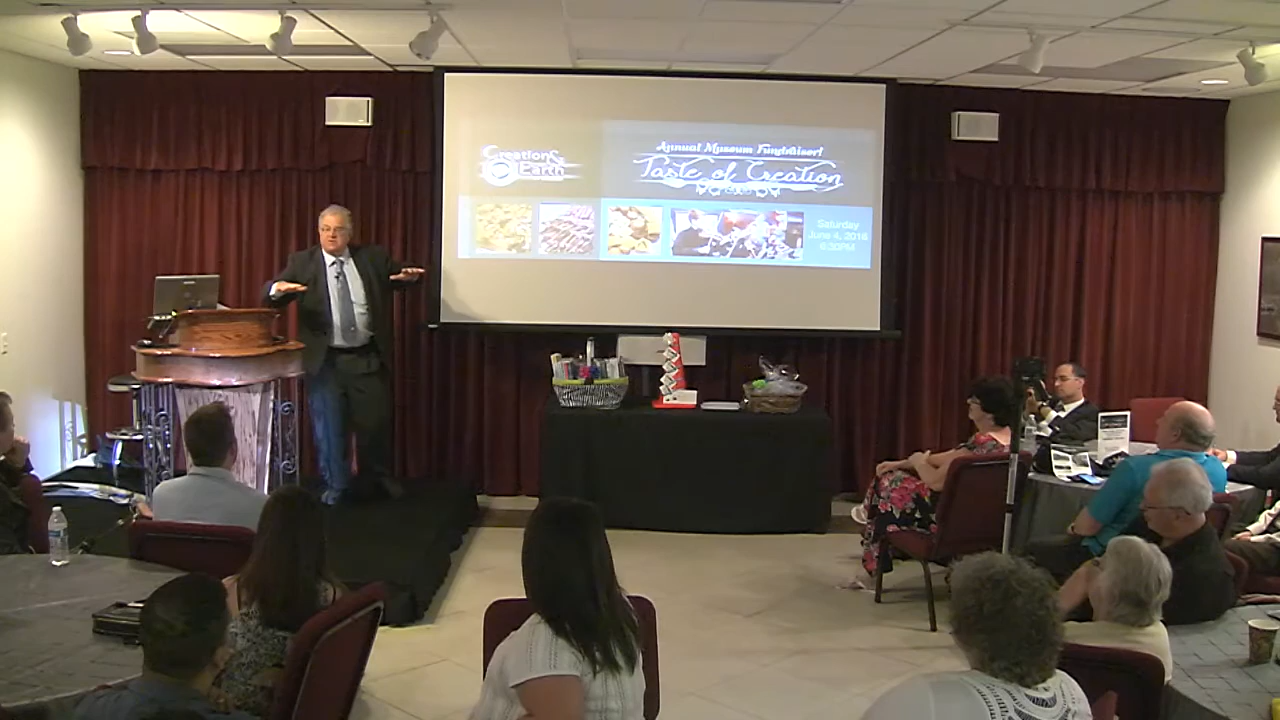 Creation &
Earth
Annual Museum Fundraiser!
Taste of Creation
Saturday
June 4, 2016
6:30PM